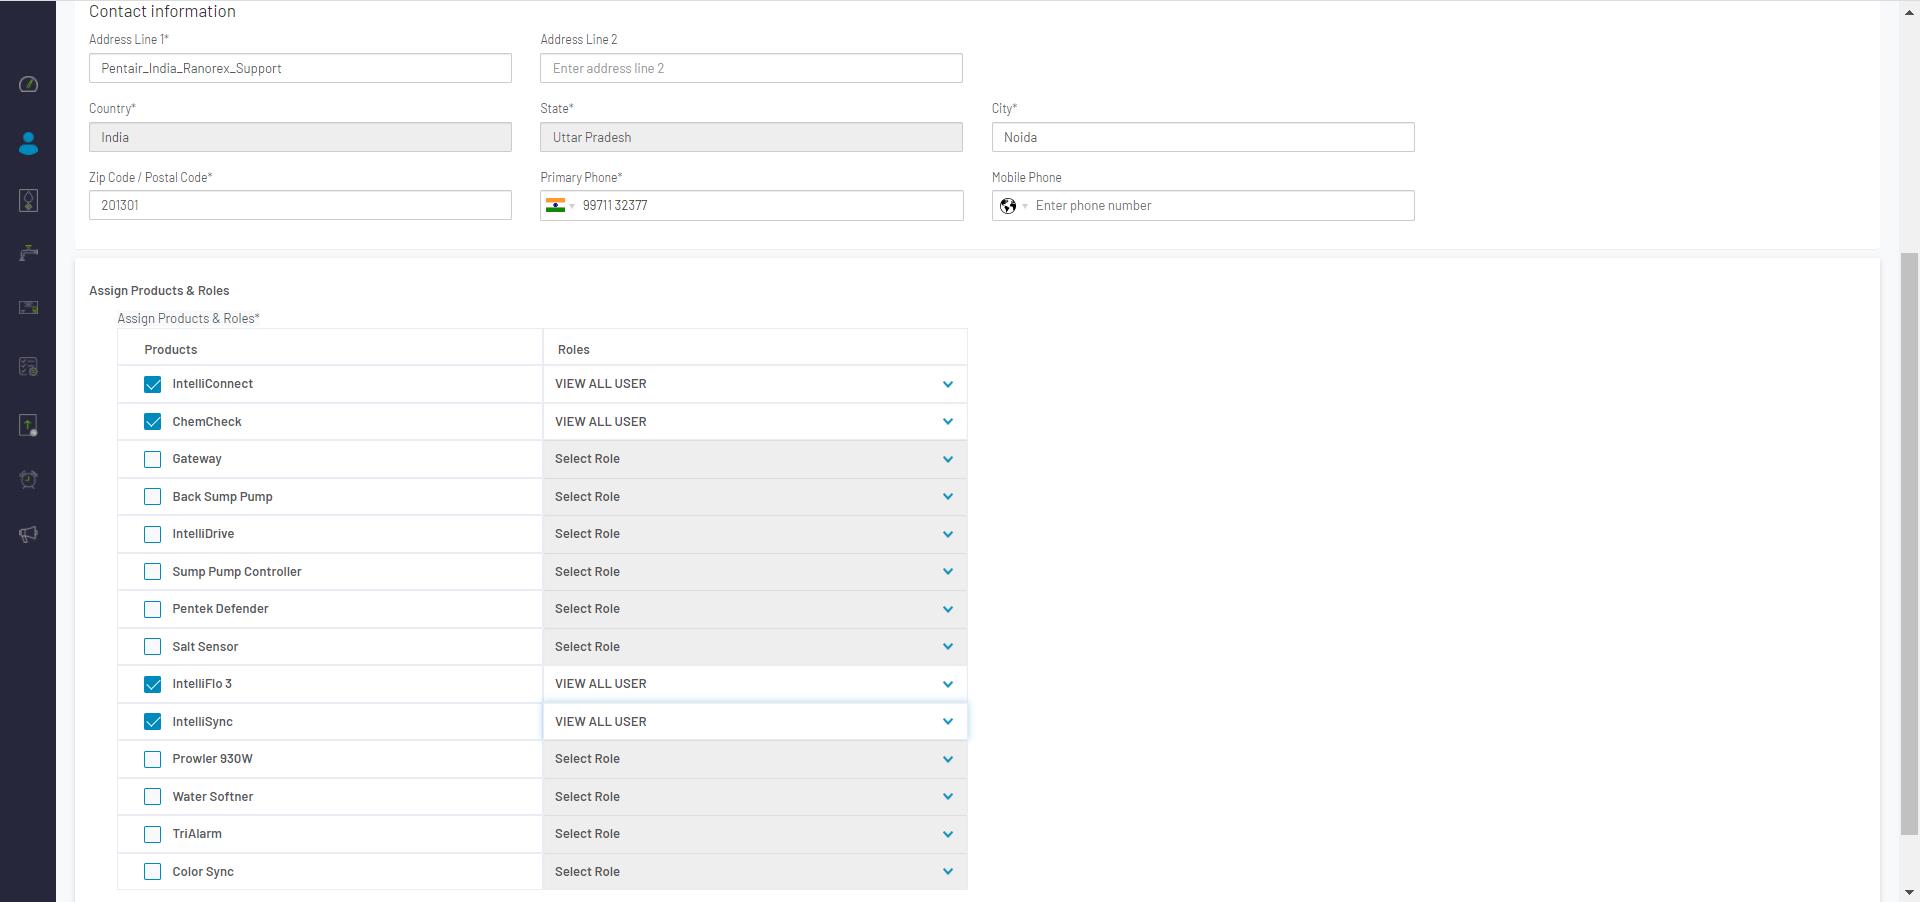 Contact information
Address Line 1*
Address Line 2
Pentair_India_Ranorex_Support
Enter address line 2
Country*
State*
City*
India
Uttar Pradesh
Noida
Zip Code / Postal Code*
Primary Phone*
Mobile Phone
201301
99711 32377
Enter phone number
Assign Products & Roles
Assign Products & Roles*
Products
Roles
IntelliConnect
VIEW ALL USER
ChemCheck
VIEW ALL USER
Gateway
Select Role
Back Sump Pump
Select Role
IntelliDrive
Select Role
Sump Pump Controller
Select Role
Pentek Defender
Select Role
Salt Sensor
Select Role
IntelliFlo 3
VIEW ALL USER
IntelliSync
VIEW ALL USER
Prowler 930W
Select Role
Water Softner
Select Role
TriAlarm
Select Role
Color Sync
Select Role